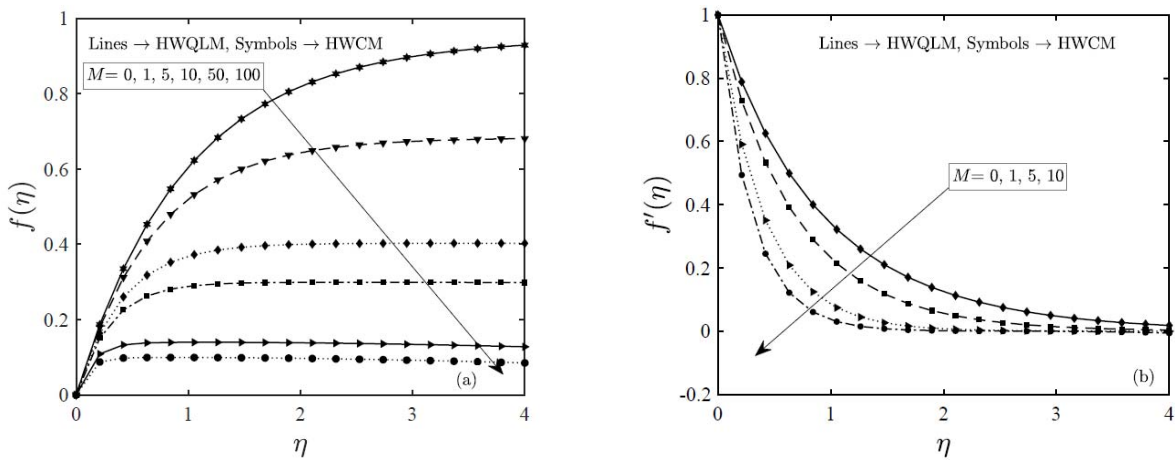 1
0.8
0.6
0.4
0.2
0
f(η)
Lines → HWQLM, Symbols → HWCM
M= 0, 1, 5, 10, 50, 100
(a)
0 1 2 3 4
η
1
0.8
0.6
0.4
0.2
0
-0.2
f′(η)
Lines → HWQLM, Symbols → HWCM
M= 0, 1, 5, 10
(b)
0 1 2 3 4
η